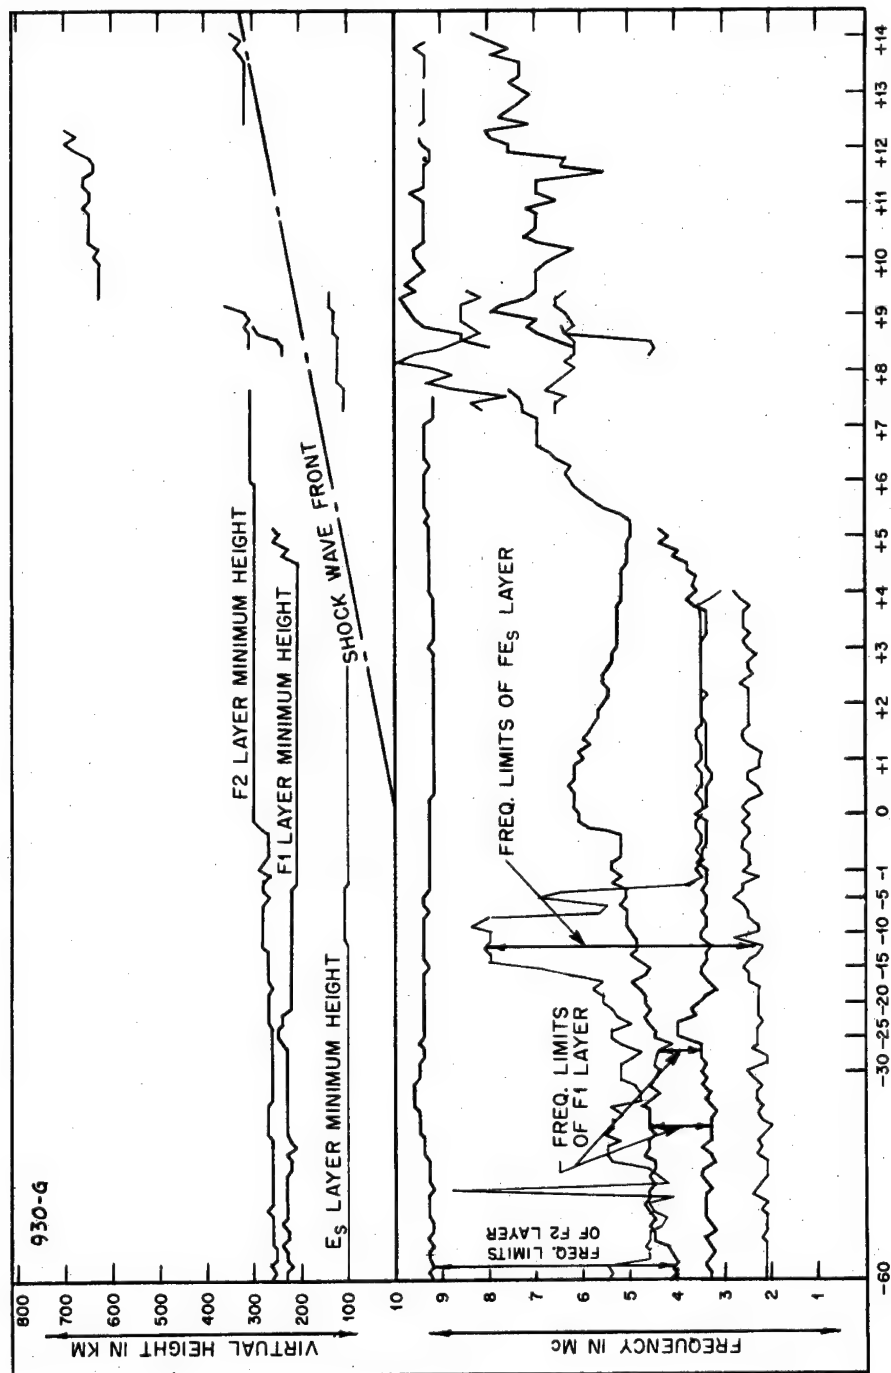 930-G
800
700
600
500
400
300
200
100
VIRTUAL HEIGHT IN KM
F2 LAYER MINIMUM HEIGHT
F1 LAYER MINIMUM HEIGHT
ES LAYER MINIMUM HEIGHT
SHOCK WAVE FRONT
10
9
8
7
6
5
4
3
2
1
FREQUENCY IN Mc
FREQ. LIMITS
OF F2 LAYER
FREQ. LIMITS
OF F1 LAYER
FREQ. LIMITS OF FES LAYER
-60 -30 -25 -20 -15 -10 -5 -1 0 +1 +2 +3 +4 +5 +6 +7 +8 +9 +10 +11 +12 +13 +14